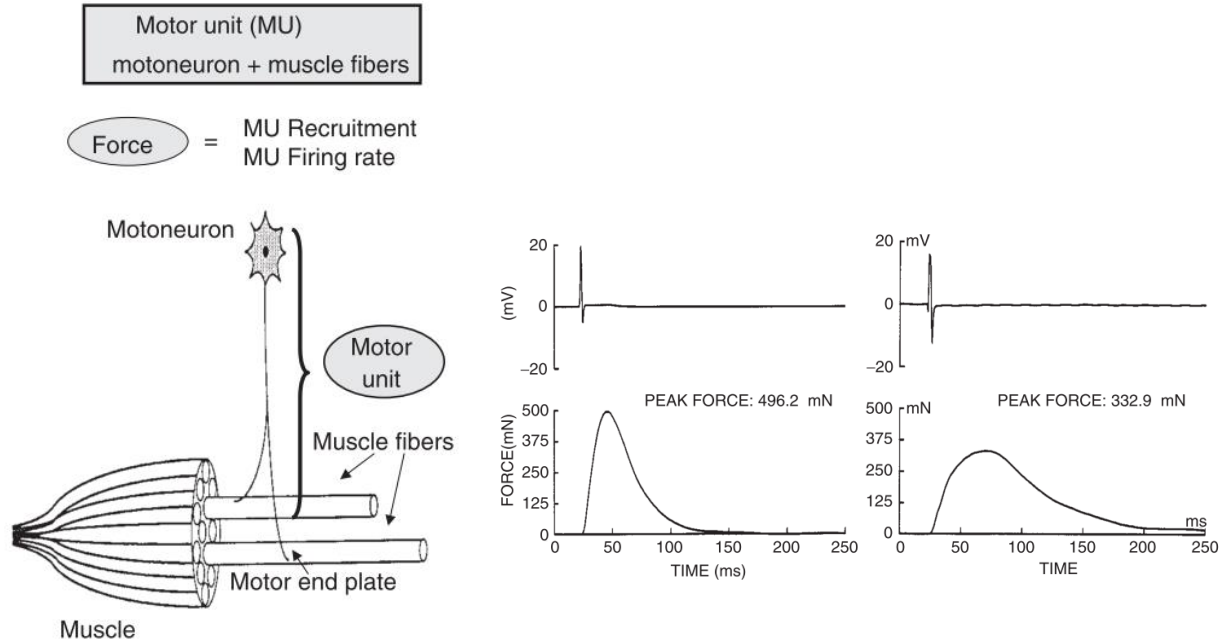 Motor unit (MU)
motoneuron + muscle fibers
Force
=
MU Recruitment
MU Firing rate
Motoneuron
Motor
unit
Muscle fibers
Motor end plate
Muscle
20
0
−20
(mV)
PEAK FORCE: 496.2 mN
500
375
250
125
0
FORCE(mN)
0 50 100 150 200 250
TIME (ms)
20
mV
0
−20
PEAK FORCE: 332.9 mN
500
mN
375
250
125
0
ms
0 50 100 150 200 250
TIME